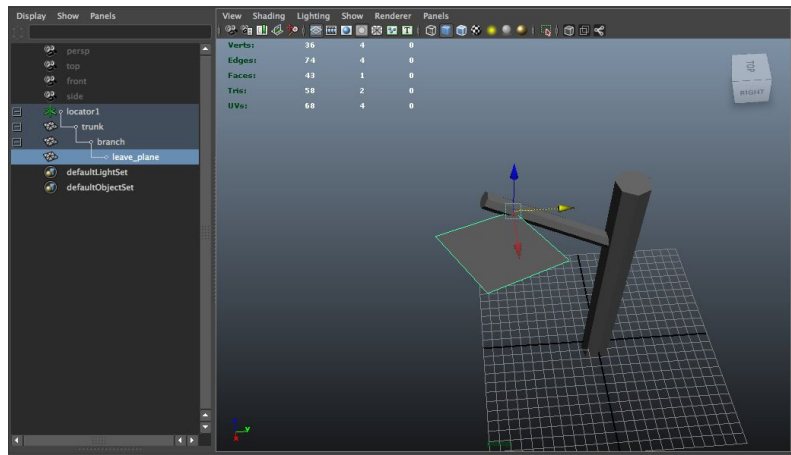 Display Show Panels
persp
top
front
side
locator1
trunk
branch
leave_plane
defaultLightSet
defaultObjectSet
View Shading Lighting Show Renderer Panels
Verts: 36 4 0
Edges: 74 4 0
Faces: 43 1 0
Tris: 58 2 0
UVs: 68 4 0
TOP
RIGHT
y
x